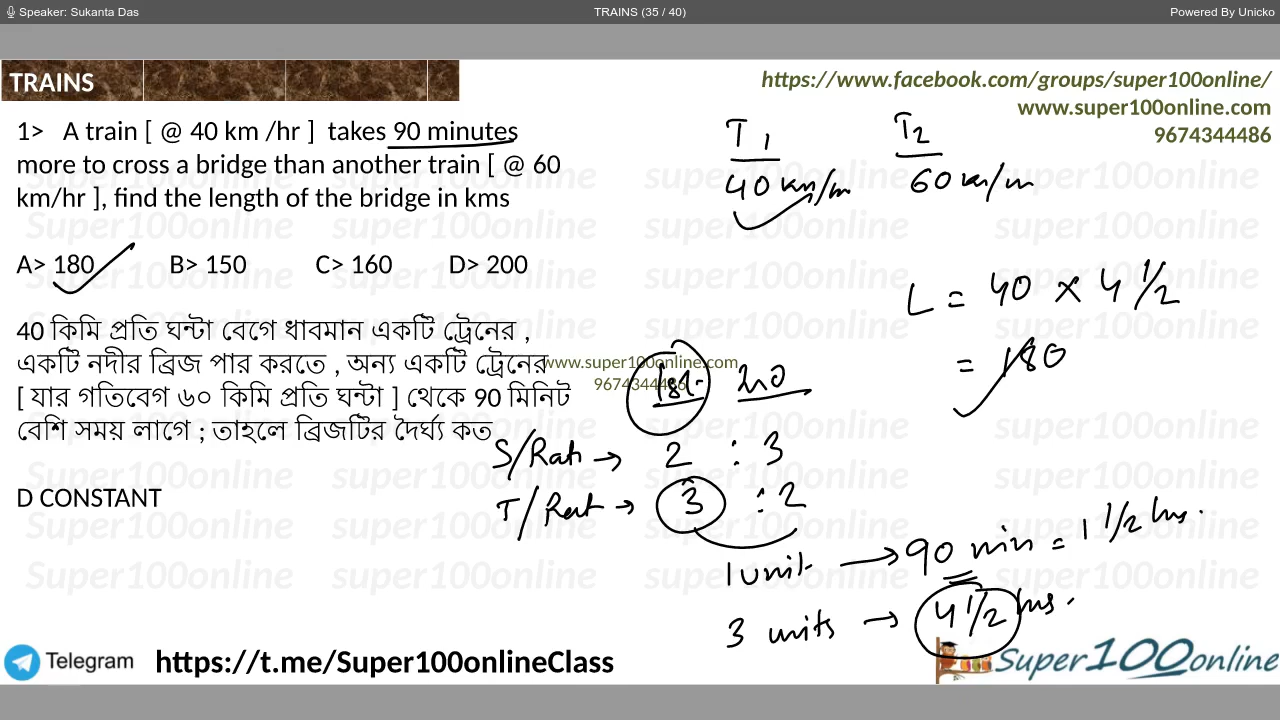 Speaker: Sukanta Das
TRAINS (35 / 40)
Powered By Unicko
TRAINS
https://www.facebook.com/groups/super100online/
www.super100online.com
9674344486
1> A train [ @ 40 km /hr ] takes 90 minutes
more to cross a bridge than another train [ @ 60
km/hr ], find the length of the bridge in kms
A> 180 B> 150 C> 160 D> 200
40 কিমি প্রতি ঘন্টা বেগে ধাবমান একটি ট্রেনের ,
একটি নদীর ব্রিজ পার করতে , অন্য একটি ট্রেনের
[ যার গতিবেগ ৬০ কিমি প্রতি ঘন্টা ] থেকে 90 মিনিট
বেশি সময় লাগে ; তাহলে ব্রিজটির দৈর্ঘ্য কত
D CONSTANT
T1 T2
40 km/m 60 km/m
L = 40 × 4 1/2
= 180
www.super100online.com
9674344486
1st. 2nd
S/Rati → 2 : 3
T/Rat → 3 : 2
1 unit → 90 min = 1 1/2 hrs.
3 units → 4 1/2 hrs.
Telegram
https://t.me/Super100onlineClass
Super100online